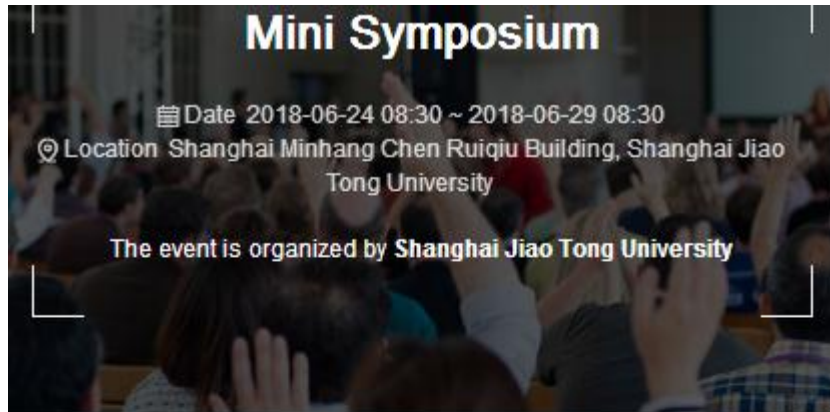 Mini Symposium
Date 2018-06-24 08:30 ~ 2018-06-29 08:30
Location Shanghai Minhang Chen Ruiqiu Building, Shanghai Jiao
Tong University
The event is organized by Shanghai Jiao Tong University